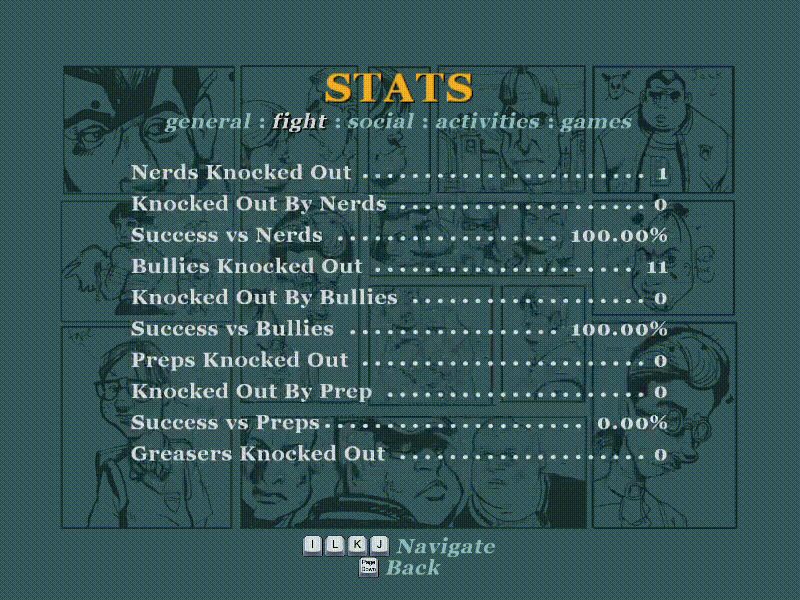 STATS
general : fight : social : activities : games
Nerds Knocked Out ...................... 1
Knocked Out By Nerds ................... 0
Success vs Nerds ................. 100.00%
Bullies Knocked Out .................... 11
Knocked Out By Bullies .................. 0
Success vs Bullies ................ 100.00%
Preps Knocked Out ...................... 0
Knocked Out By Prep .................... 0
Success vs Preps ...................... 0.00%
Greasers Knocked Out ................... 0
I L K J Navigate
Page Down Back